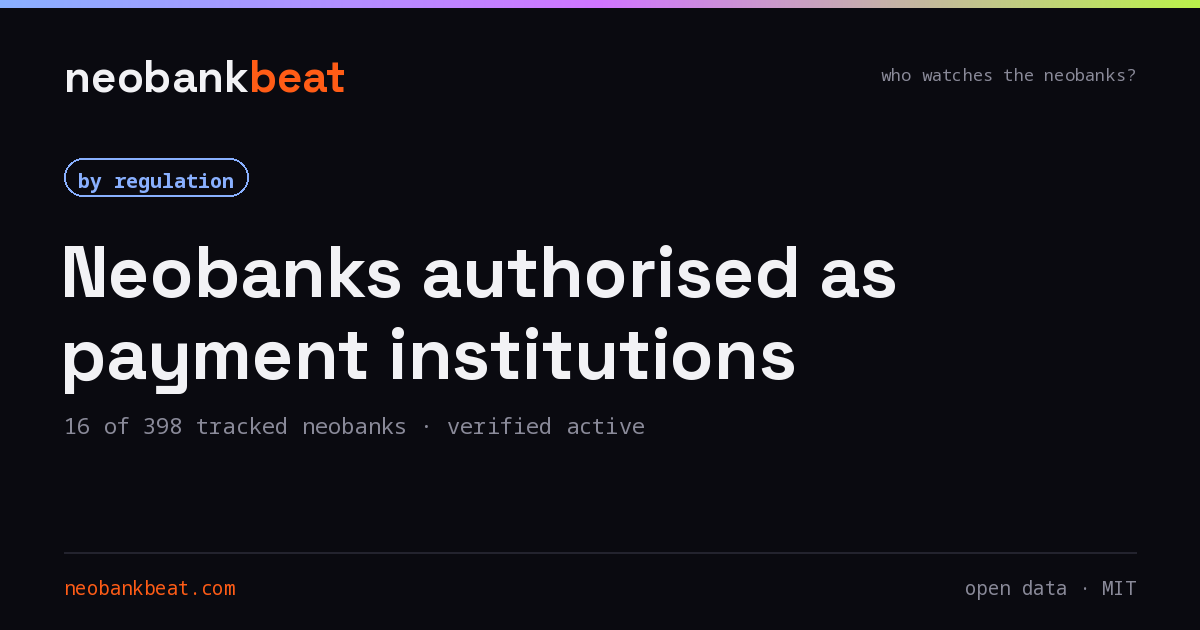 neobankbeat
who watches the neobanks?
by regulation
Neobanks authorised as
payment institutions
16 of 398 tracked neobanks · verified active
neobankbeat.com
open data · MIT